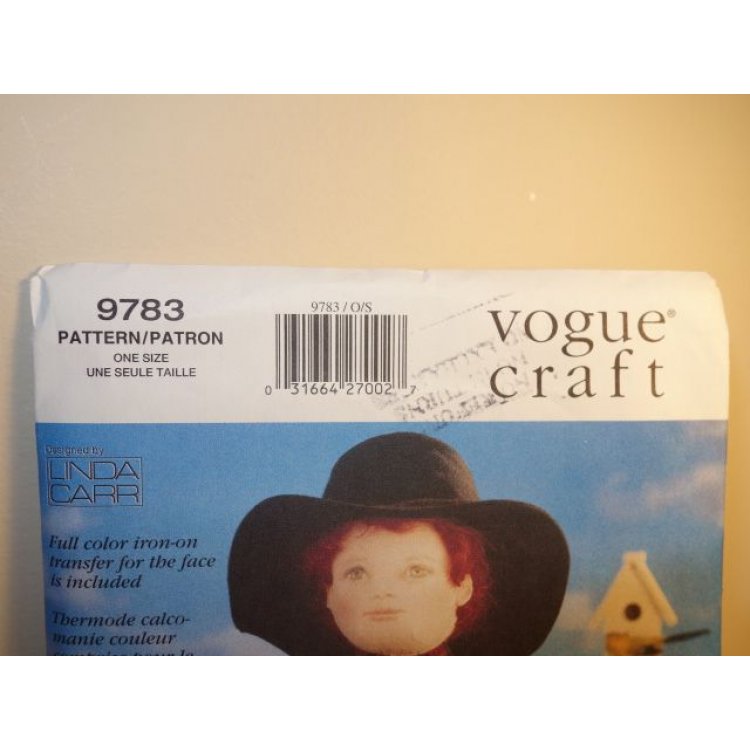 9783
PATTERN/PATRON
ONE SIZE
UNE SEULE TAILLE
9783 / O/S
0 31664 27002 7
vogue®
craft
Designed by
LINDA
CARR
Full color iron-on
transfer for the face
is included
Thermode calco-
manie couleur